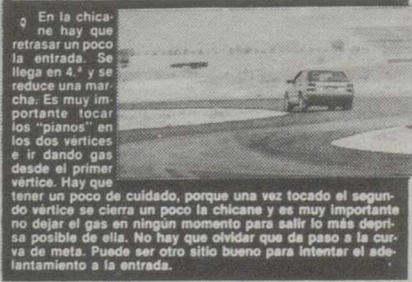 9 En la chica-
ne hay que
retrasar un poco
la entrada. Se
llega en 4.ª y se
reduce una mar-
cha. Es muy im-
portante tocar
los "pianos" en
los dos vértices
e ir dando gas
desde el primer
vértice. Hay que
tener un poco de cuidado, porque una vez tocado el segun-
do vértice se cierra un poco la chicane y es muy importante
no dejar el gas en ningún momento para salir lo más depri-
sa posible de ella. No hay que olvidar que da paso a la cur-
va de meta. Puede ser otro sitio bueno para intentar el ade-
lantamiento a la entrada.